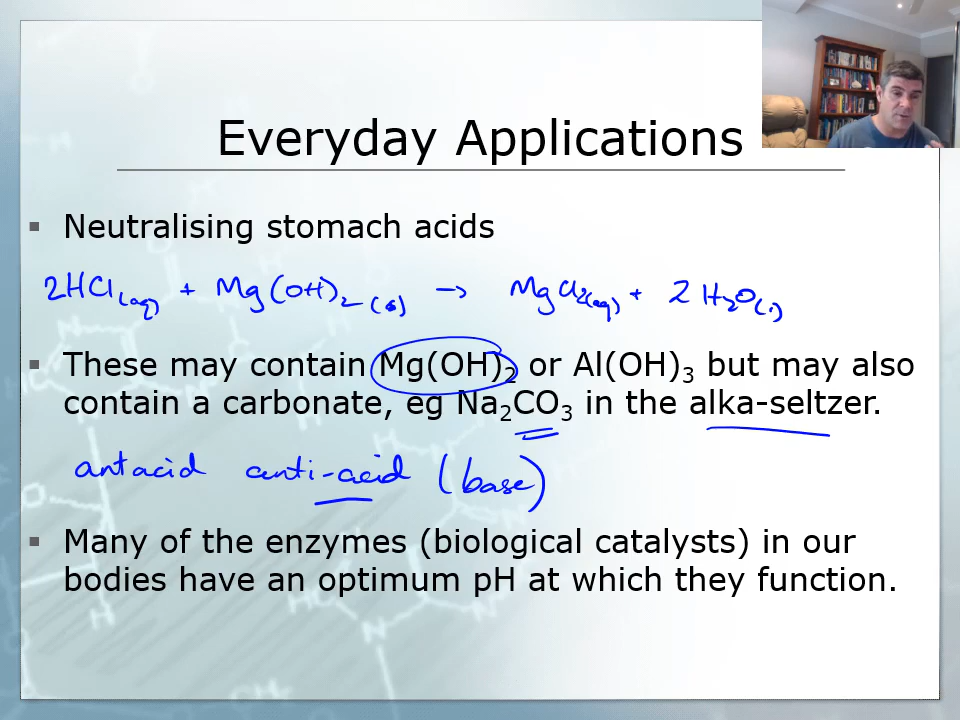 Everyday Applications
▪ Neutralising stomach acids
2HCl(aq) + Mg(OH)₂(s) → MgCl₂(aq) + 2H₂O(l)
▪ These may contain Mg(OH)₂ or Al(OH)₃ but may also
contain a carbonate, eg Na₂CO₃ in the alka-seltzer.
antacid anti-acid (base)
▪ Many of the enzymes (biological catalysts) in our
bodies have an optimum pH at which they function.